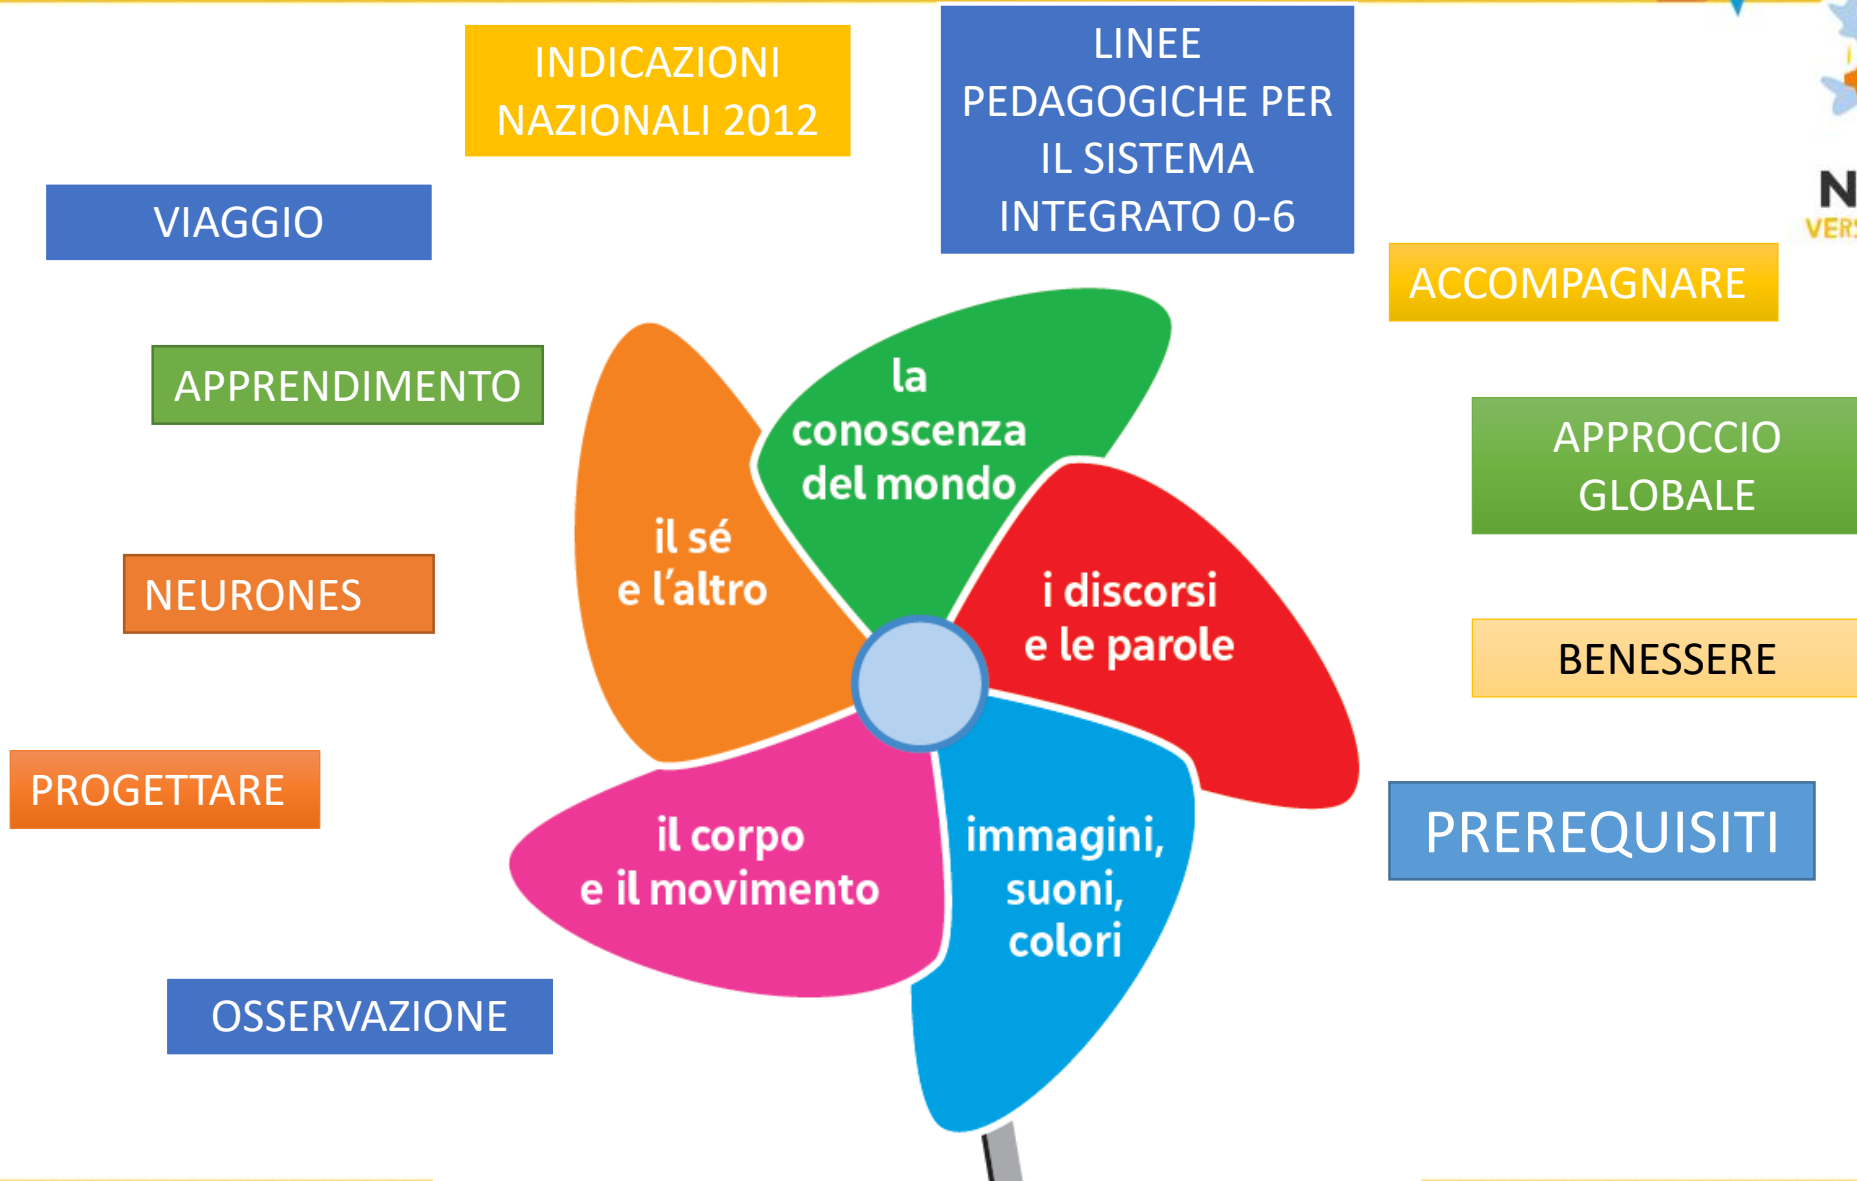 INDICAZIONI
NAZIONALI 2012
LINEE
PEDAGOGICHE PER
IL SISTEMA
INTEGRATO 0-6
VIAGGIO
ACCOMPAGNARE
APPRENDIMENTO
APPROCCIO
GLOBALE
NEURONES
BENESSERE
PROGETTARE
PREREQUISITI
OSSERVAZIONE
la
conoscenza
del mondo
il sé
e l'altro
i discorsi
e le parole
il corpo
e il movimento
immagini,
suoni,
colori